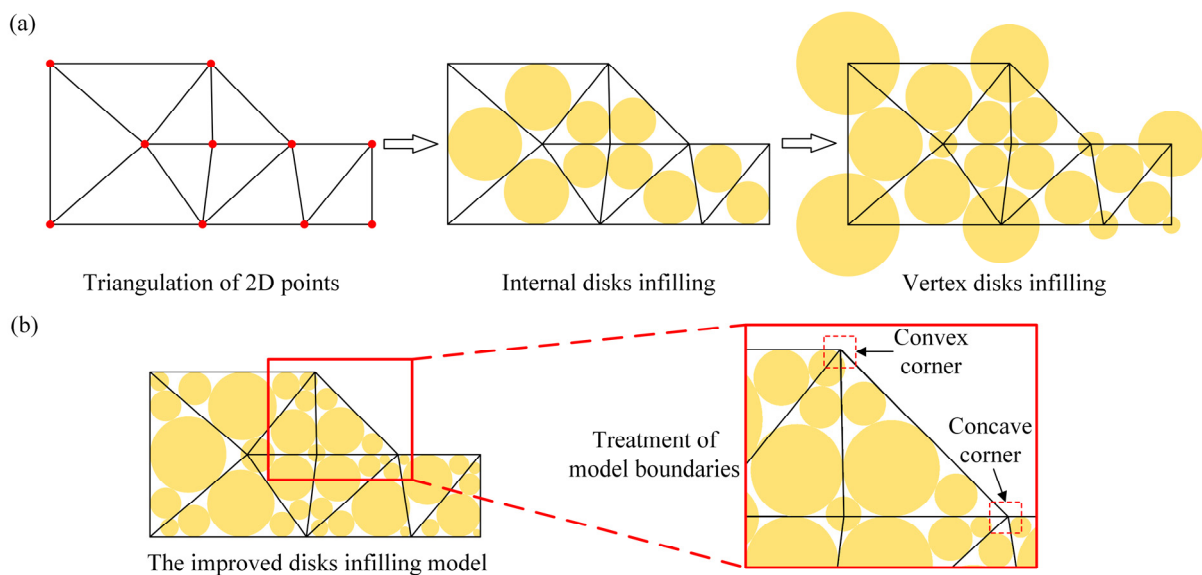 (a)
Triangulation of 2D points
Internal disks infilling
Vertex disks infilling
(b)
The improved disks infilling model
Treatment of
model boundaries
Convex
corner
Concave
corner